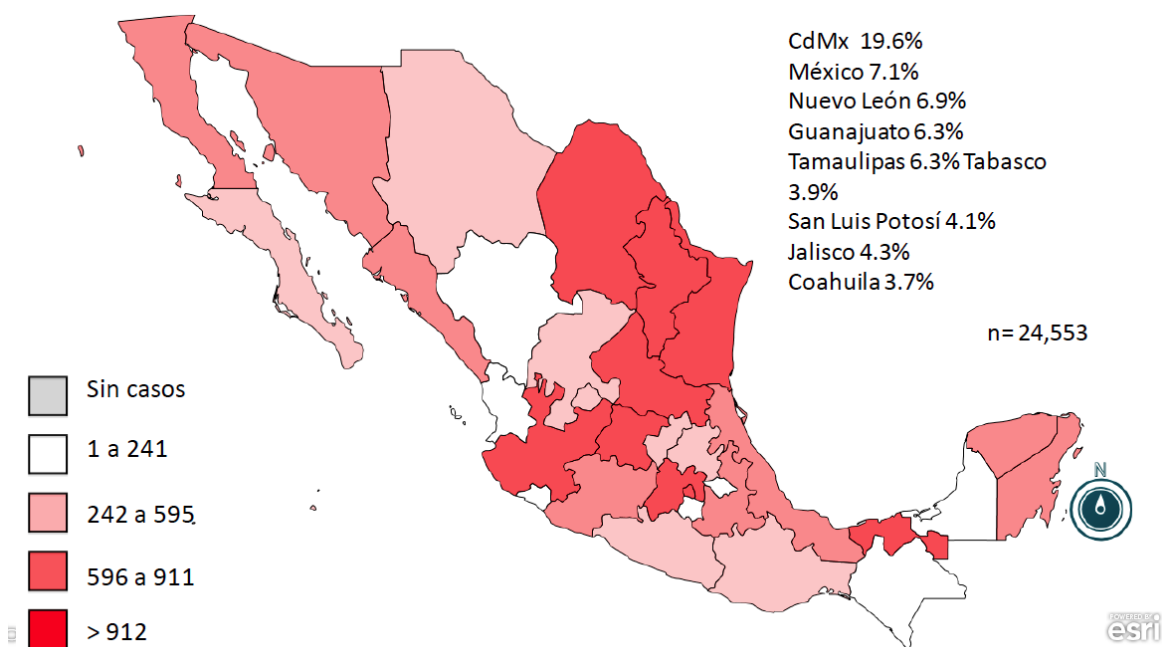 CdMx 19.6%
México 7.1%
Nuevo León 6.9%
Guanajuato 6.3%
Tamaulipas 6.3% Tabasco
3.9%
San Luis Potosí 4.1%
Jalisco 4.3%
Coahuila 3.7%
n= 24,553
Sin casos
1 a 241
242 a 595
596 a 911
> 912
N
POWERED BY
esri